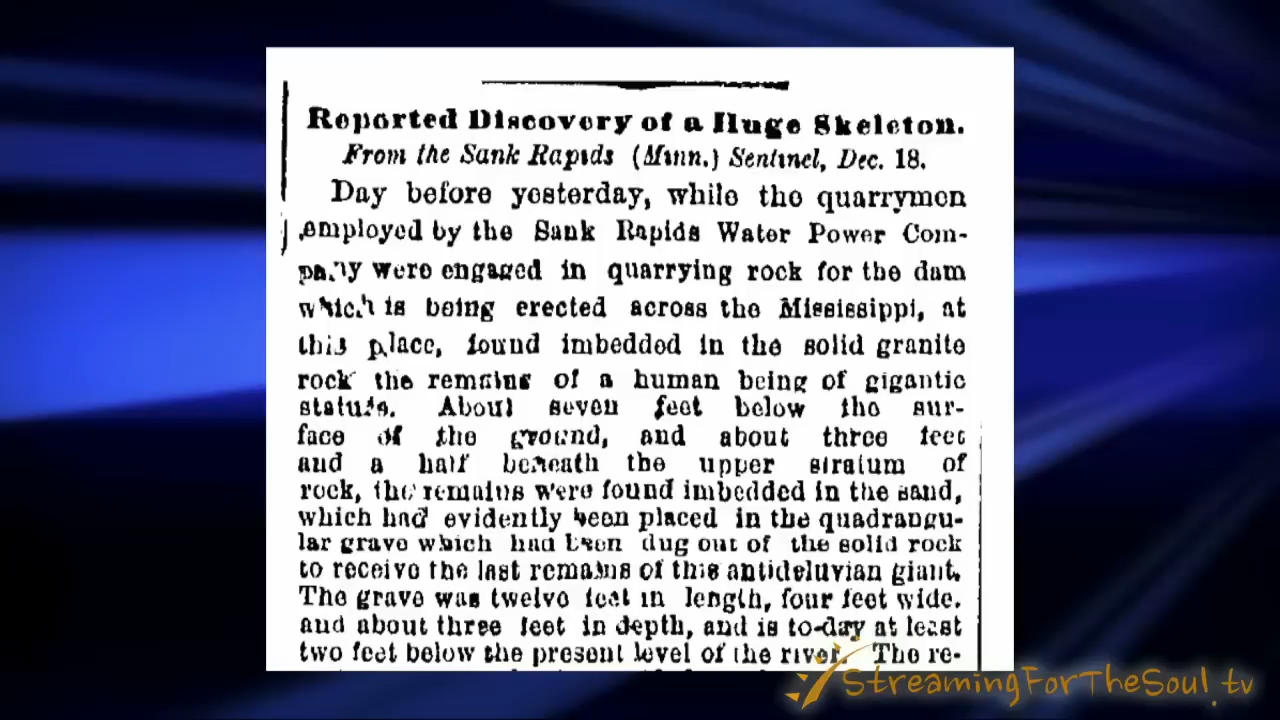 Reported Discovery of a Huge Skeleton.
From the Sank Rapids (Minn.) Sentinel, Dec. 18.
Day before yesterday, while the quarrymen
employed by the Sank Rapids Water Power Com-
pany were engaged in quarrying rock for the dam
which is being erected across the Mississippi, at
this place, found imbedded in the solid granite
rock the remains of a human being of gigantic
statute. About seven feet below the sur-
face of the ground, and about three feet
and a half beneath the upper stratum of
rock, the remains were found imbedded in the sand,
which had evidently been placed in the quadrangu-
lar grave which had been dug out of the solid rock
to receive the last remains of this antideluvian giant.
The grave was twelve feet in length, four feet wide.
and about three feet in depth, and is to-day at least
two feet below the present level of the river. The re-
StreamingForTheSoul.tv